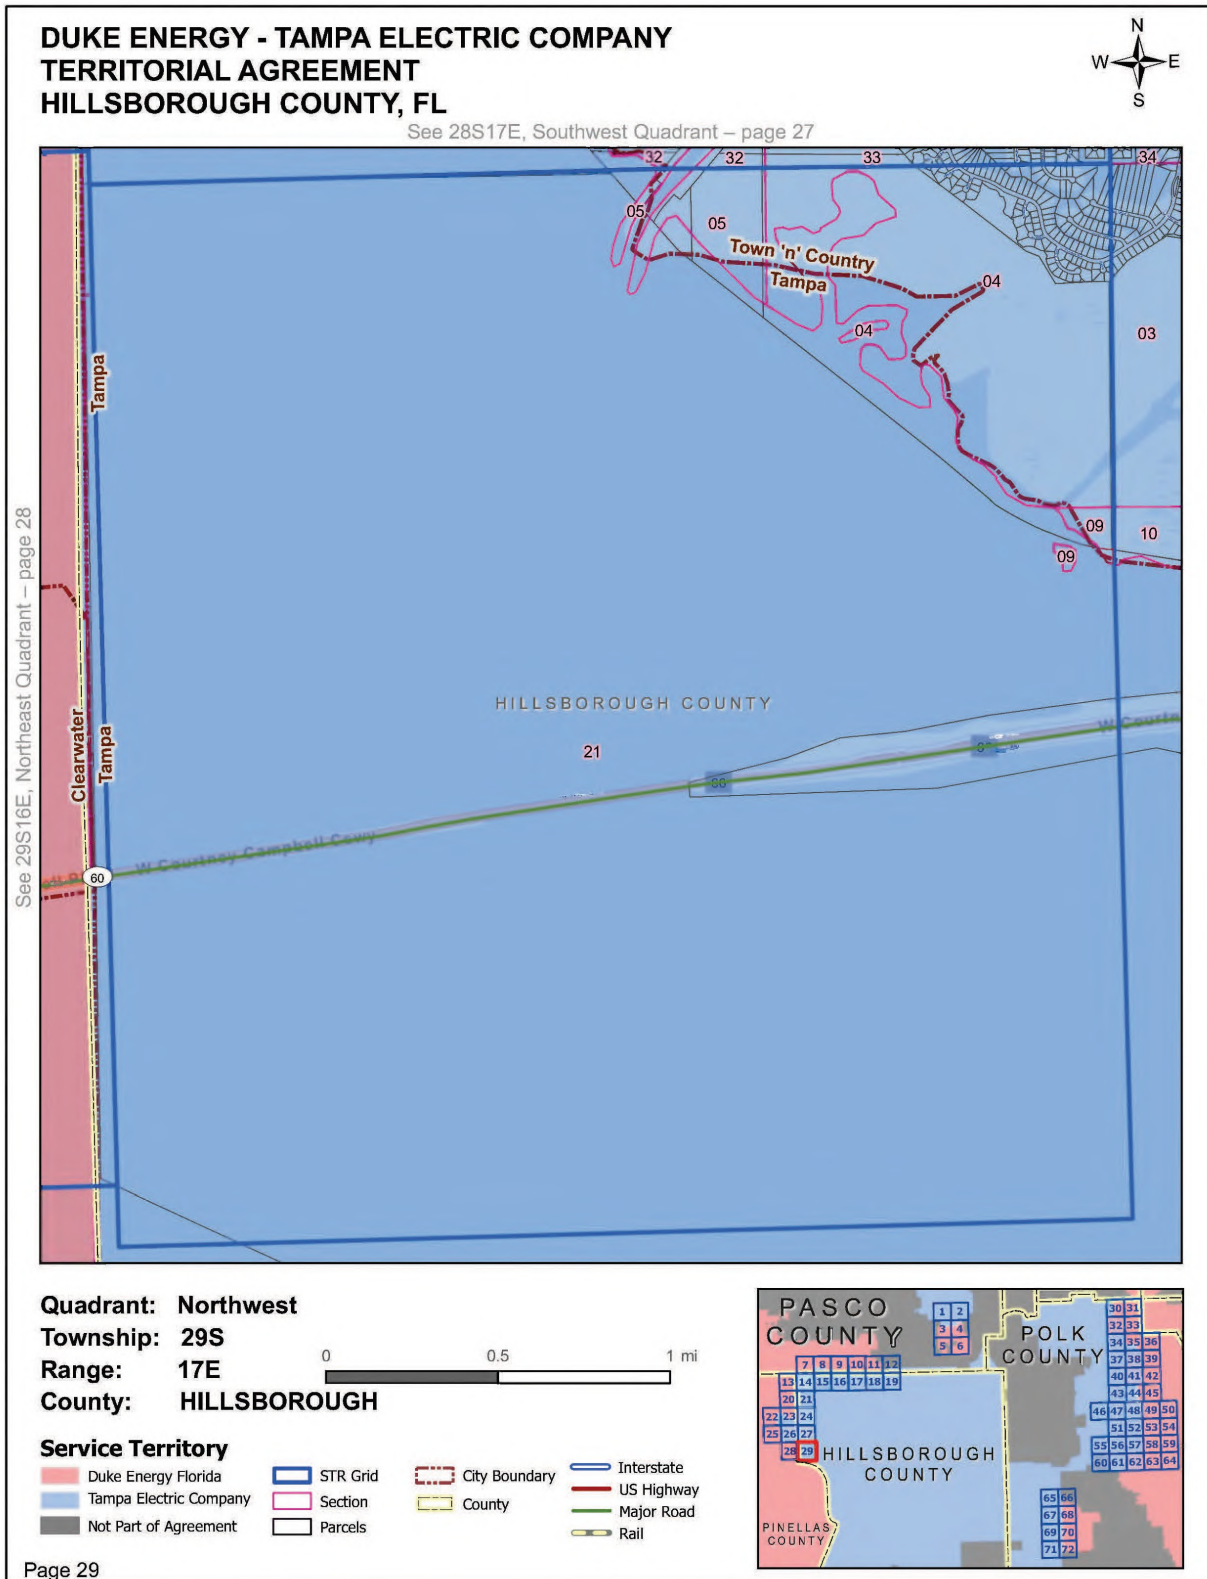 DUKE ENERGY - TAMPA ELECTRIC COMPANY
TERRITORIAL AGREEMENT
HILLSBOROUGH COUNTY, FL
N
W E
S
See 28S17E, Southwest Quadrant – page 27
32 32 33 34
05 05
Town 'n' Country
Tampa
04
04
03
Tampa
09 10
09
See 29S16E, Northeast Quadrant – page 28
HILLSBOROUGH COUNTY
21
Clearwater
Tampa
W Courtn
60
W Courtney Campbell Cswy
60
Quadrant: Northwest
Township: 29S
Range: 17E
County: HILLSBOROUGH
0 0.5 1 mi
Service Territory
Duke Energy Florida
Tampa Electric Company
Not Part of Agreement
STR Grid
Section
Parcels
City Boundary
County
Interstate
US Highway
Major Road
Rail
PASCO
COUNTY
POLK
COUNTY
HILLSBOROUGH
COUNTY
PINELLAS
COUNTY
1 2
3 4
5 6
7 8 9 10 11 12
13 14 15 16 17 18 19
20 21
22 23 24
25 26 27
28 29
30 31
32 33
34 35 36
37 38 39
40 41 42
43 44 45
46 47 48 49 50
51 52 53 54
55 56 57 58 59
60 61 62 63 64
65 66
67 68
69 70
71 72
Page 29